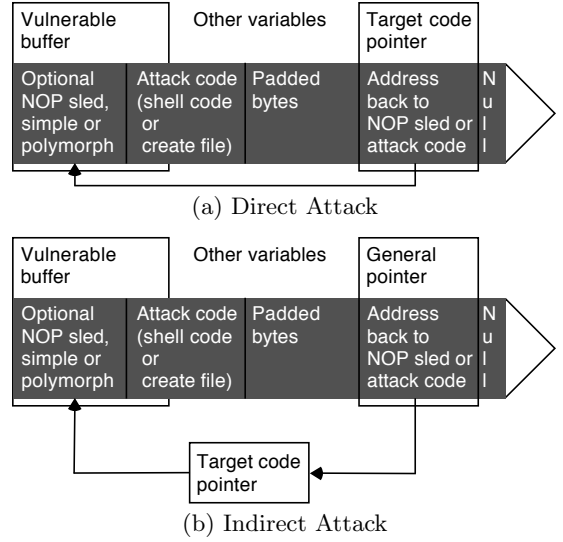 Vulnerable buffer
Other variables
Target code pointer
Optional NOP sled, simple or polymorph
Attack code (shell code or create file)
Padded bytes
Address back to NOP sled or attack code
Null
(a) Direct Attack
Vulnerable buffer
Other variables
General pointer
Optional NOP sled, simple or polymorph
Attack code (shell code or create file)
Padded bytes
Address back to NOP sled or attack code
Null
Target code pointer
(b) Indirect Attack